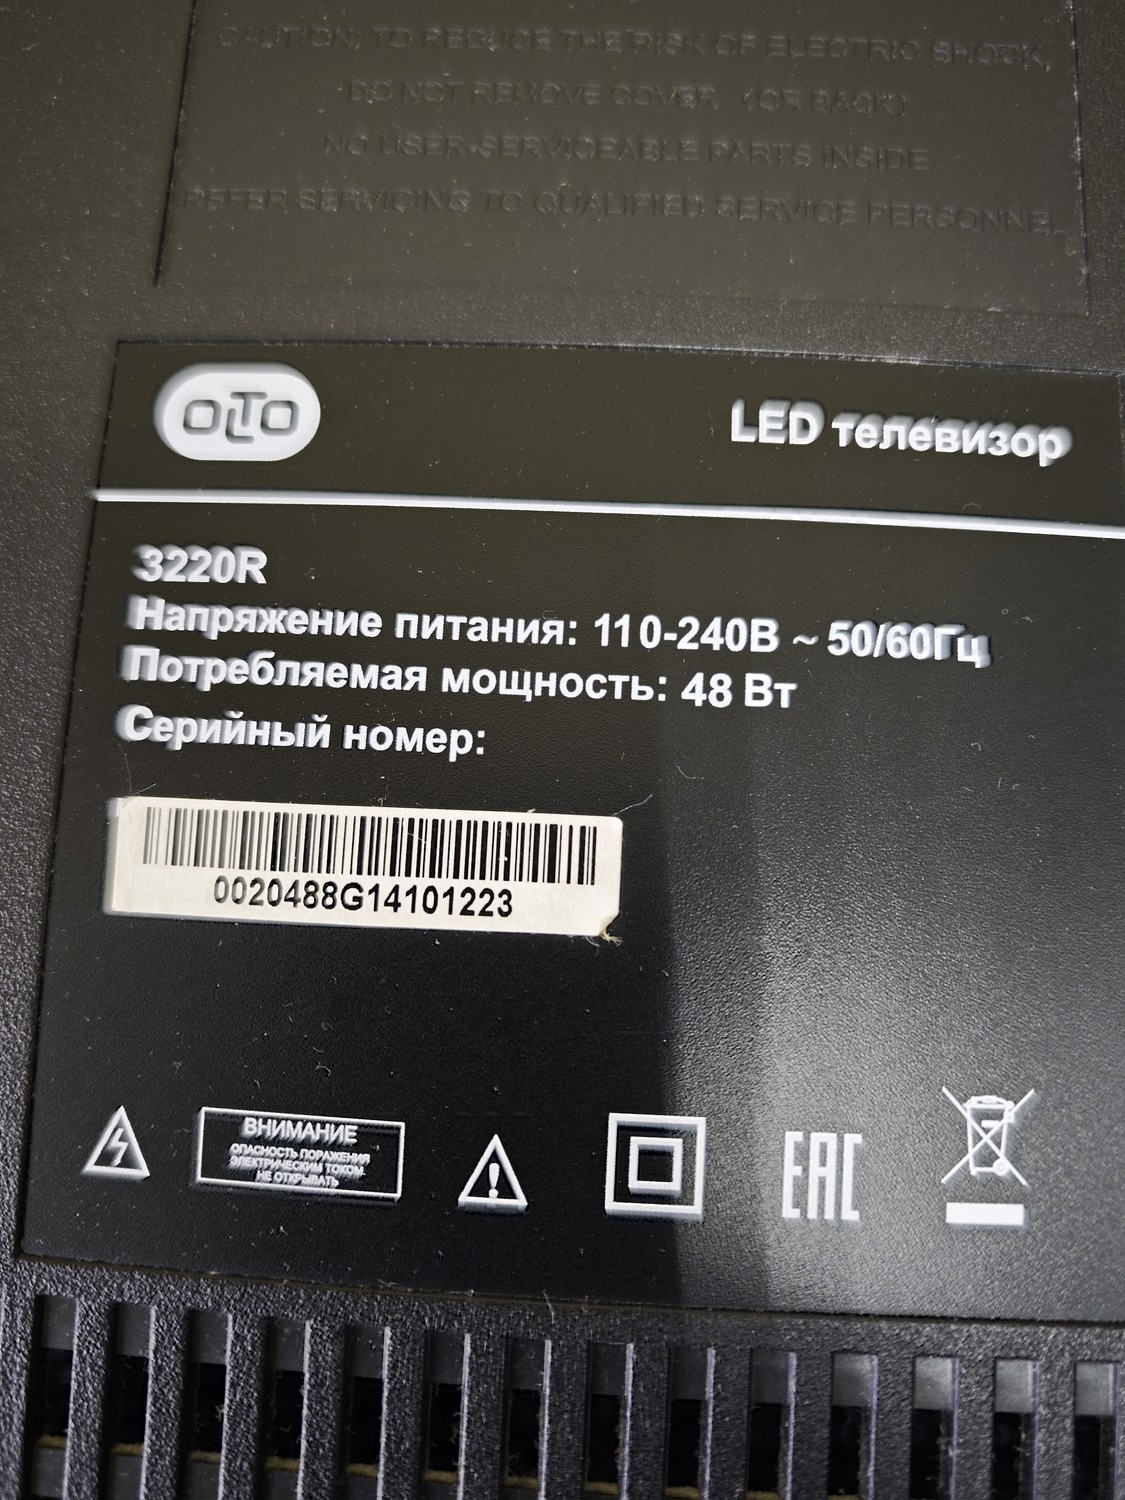 CAUTION: TO REDUCE THE RISK OF ELECTRIC SHOCK,
DO NOT REMOVE COVER (OR BACK)
NO USER-SERVICEABLE PARTS INSIDE
REFER SERVICING TO QUALIFIED SERVICE PERSONNEL
OLTO
LED телевизор
3220R
Напряжение питания: 110-240В ~ 50/60Гц
Потребляемая мощность: 48 Вт
Серийный номер:
0020488G14101223
ВНИМАНИЕ
ОПАСНОСТЬ ПОРАЖЕНИЯ
ЭЛЕКТРИЧЕСКИМ ТОКОМ
НЕ ОТКРЫВАТЬ
EAC